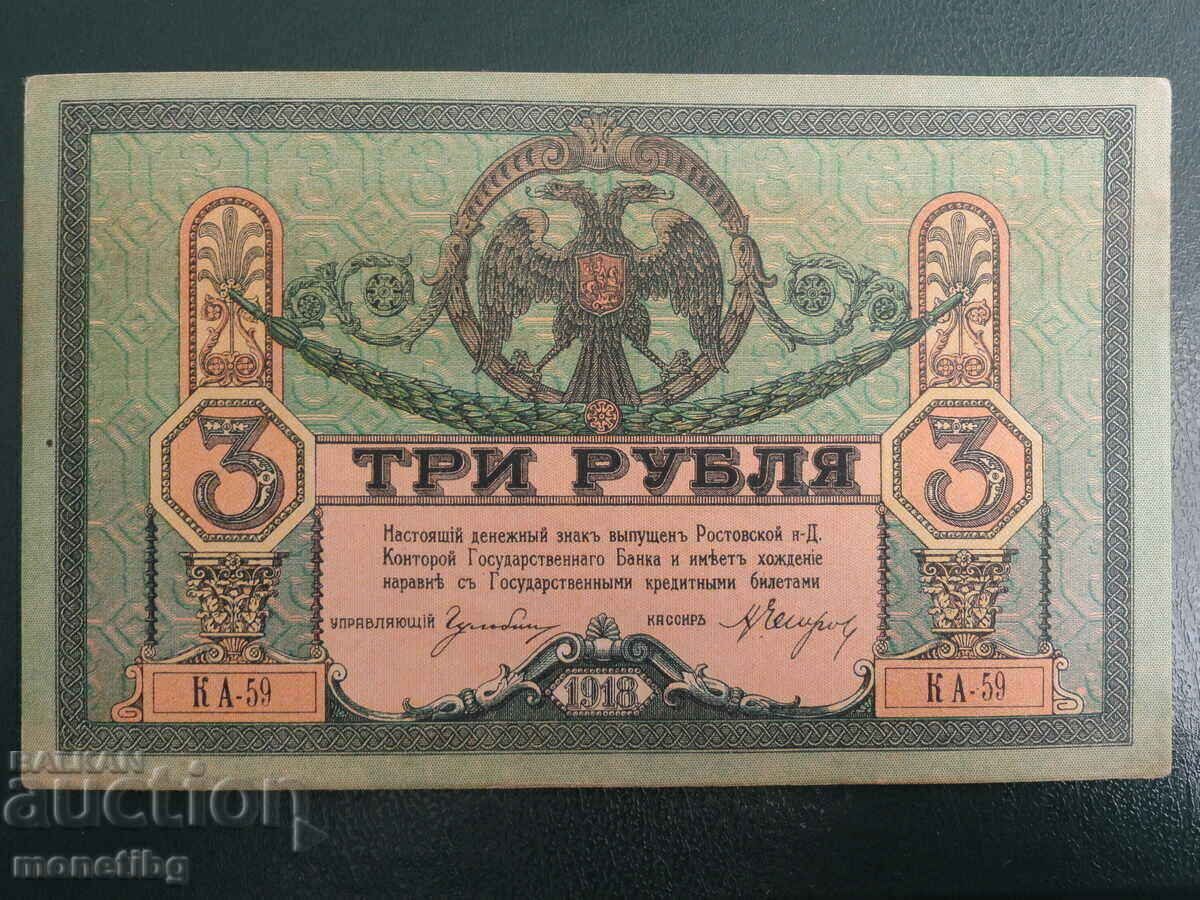 3
ТРИ РУБЛЯ
3
Настоящій денежный знакъ выпущенъ Ростовской н-Д.
Конторой Государственнаго Банка и имѣетъ хожденіе
наравнѣ съ Государственными кредитными билетами
УПРАВЛЯЮЩІЙ
КАССИРЪ
КА-59
1918
КА-59
BALKAN
auction
monetibg